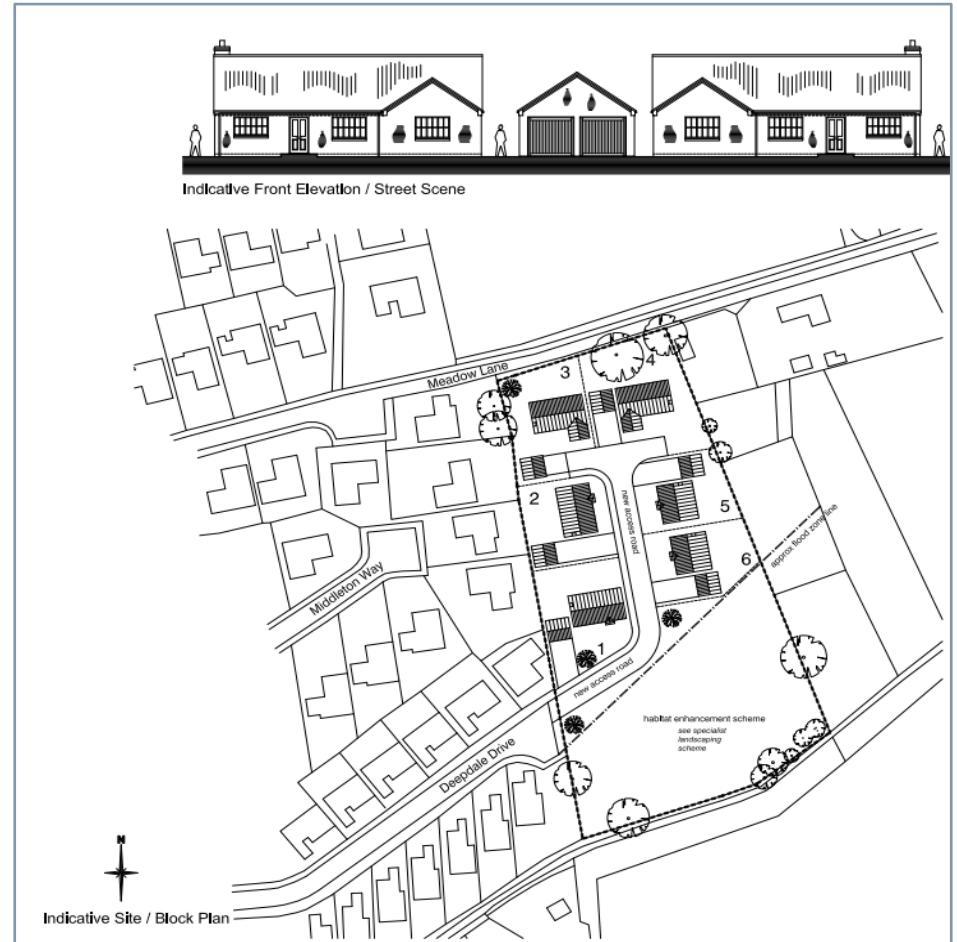 Indicative Front Elevation / Street Scene
Meadow Lane
3
4
2
new access road
5
approx flood zone line
6
Middleton Way
1
new access road
habitat enhancement scheme
see specialist
landscaping
scheme
Deepdale Drive
N
Indicative Site / Block Plan